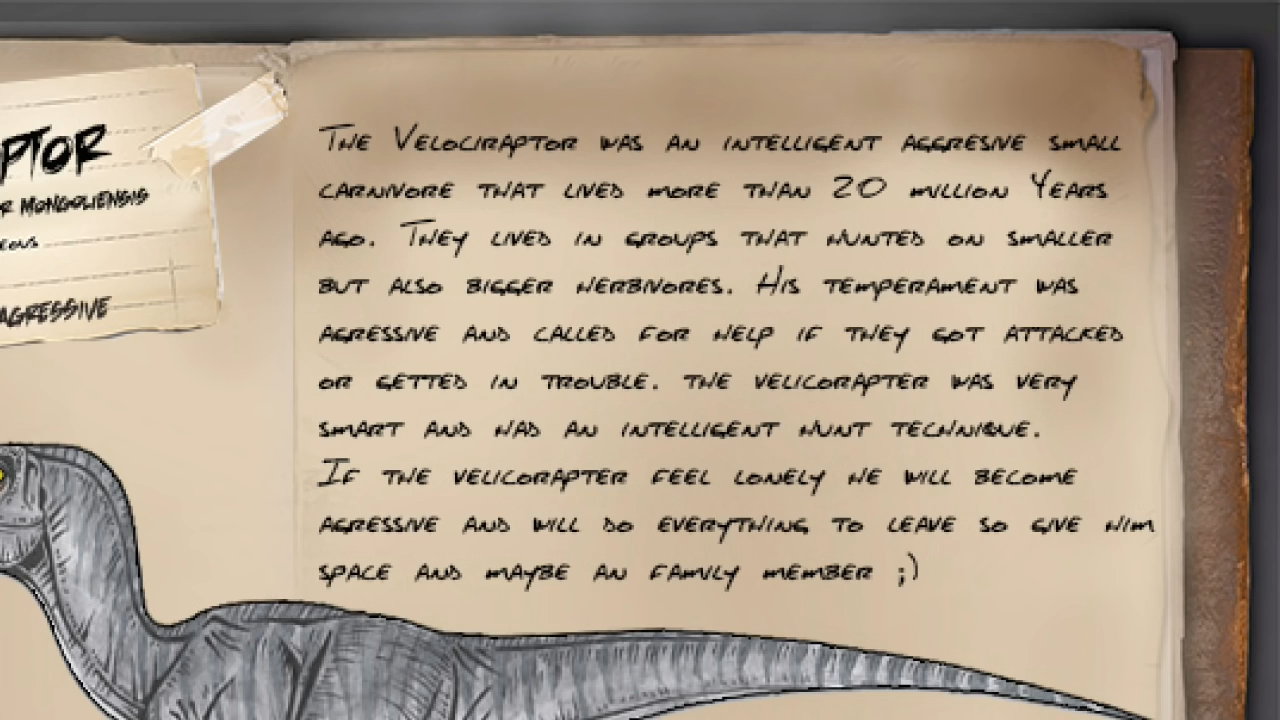 PTOR
R MONGOLIENSIS
EOUS
AGRESSIVE
The Velociraptor was an intelligent aggresive small
carnivore that lived more than 20 million Years
ago. They lived in groups that hunted on smaller
but also bigger herbivores. His temperament was
agressive and called for help if they got attacked
or getted in trouble. the velicorapter was very
smart and had an intelligent hunt technique.
If the velicorapter feel lonely he will become
agressive and will do everything to leave so give him
space and maybe an family member ;)